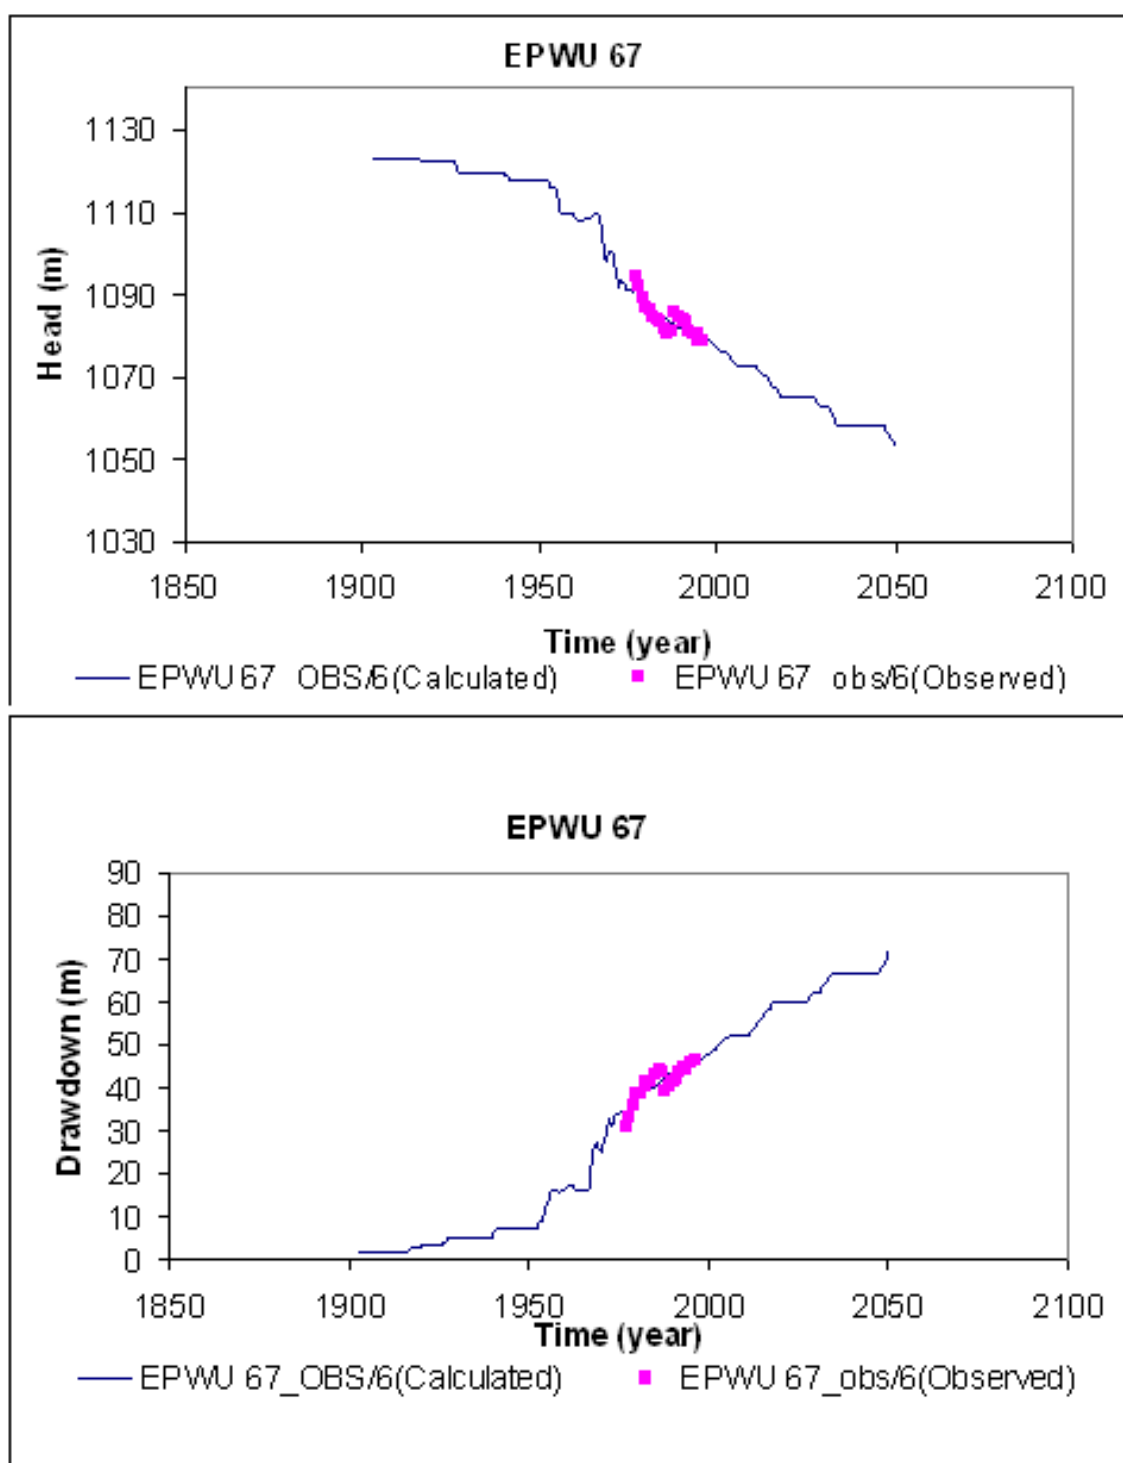 EPWU 67
1130
1110
1090
1070
1050
1030
Head (m)
1850 1900 1950 2000 2050 2100
Time (year)
EPWU 67 OBS/6(Calculated) EPWU 67 obs/6(Observed)
EPWU 67
90
80
70
60
50
40
30
20
10
0
Drawdown (m)
1850 1900 1950 2000 2050 2100
Time (year)
EPWU 67_OBS/6(Calculated) EPWU 67_obs/6(Observed)